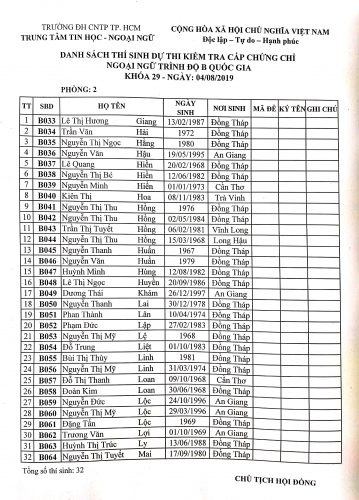 TRƯỜNG ĐH CNTP TP. HCM
TRUNG TÂM TIN HỌC - NGOẠI NGỮ
CỘNG HÒA XÃ HỘI CHỦ NGHĨA VIỆT NAM
Độc lập – Tự do – Hạnh phúc
DANH SÁCH THÍ SINH DỰ THI KIỂM TRA CẤP CHỨNG CHỈ
NGOẠI NGỮ TRÌNH ĐỘ B QUỐC GIA
KHÓA 29 - NGÀY: 04/08/2019
PHÒNG: 2
TT SBD HỌ TÊN NGÀY SINH NƠI SINH MÃ ĐỀ KÝ TÊN GHI CHÚ
1 B033 Lê Thị Hương Giang 13/02/1987 Đồng Tháp
2 B034 Trần Văn Hải 1972 Đồng Tháp
3 B035 Nguyễn Thị Ngọc Hằng 1980 Đồng Tháp
4 B036 Nguyễn Văn Hậu 19/05/1995 An Giang
5 B037 Lê Quang Hiển 20/02/1968 Đồng Tháp
6 B038 Nguyễn Thị Bé Hiền 12/06/1982 Đồng Tháp
7 B039 Nguyễn Minh Hiền 01/01/1973 Cần Thơ
8 B040 Kiên Thị Hoa 08/11/1983 Trà Vinh
9 B041 Nguyễn Thị Thu Hồng 1976 Đồng Tháp
10 B042 Nguyễn Thị Thu Hồng 02/05/1984 Đồng Tháp
11 B043 Trần Thị Tuyết Hồng 06/02/1981 Vĩnh Long
12 B044 Nguyễn Thị Thu Hồng 15/03/1968 Long Hậu
13 B045 Nguyễn Thanh Huấn 1967 Đồng Tháp
14 B046 Nguyễn Văn Huấn 1979 Đồng Tháp
15 B047 Huỳnh Minh Hùng 12/08/1982 Đồng Tháp
16 B048 Lê Thị Ngọc Huyền 20/09/1986 Đồng Tháp
17 B049 Dương Thái Khâm 26/12/1991 An Giang
18 B050 Nguyễn Thanh Lai 30/12/1978 Đồng Tháp
19 B051 Phan Thành Lân 10/04/1974 Đồng Tháp
20 B052 Phạm Đức Lập 27/02/1983 Đồng Tháp
21 B053 Nguyễn Thị Mỹ Lệ 1968 Đồng Tháp
22 B054 Đỗ Trung Liệt 01/10/1983 Đồng Tháp
23 B055 Bùi Thị Thùy Linh 1981 Đồng Tháp
24 B056 Nguyễn Thị Mỹ Linh 31/03/1974 Đồng Tháp
25 B057 Đỗ Thị Thanh Loan 09/10/1968 Cần Thơ
26 B058 Đoàn Kim Loan 30/06/1968 Đồng Tháp
27 B059 Nguyễn Đức Lộc 24/10/1996 An Giang
28 B060 Nguyễn Thị Mỹ Lộc 29/03/1996 An Giang
29 B061 Đặng Tấn Lộc 1969 Đồng Tháp
30 B062 Trương Văn Lợi 01/10/1969 An Giang
31 B063 Huỳnh Thị Trúc Ly 13/06/1988 Đồng Tháp
32 B064 Nguyễn Thị Tuyết Mai 17/09/1980 Đồng Tháp
Tổng số thí sinh: 32
CHỦ TỊCH HỘI ĐỒNG